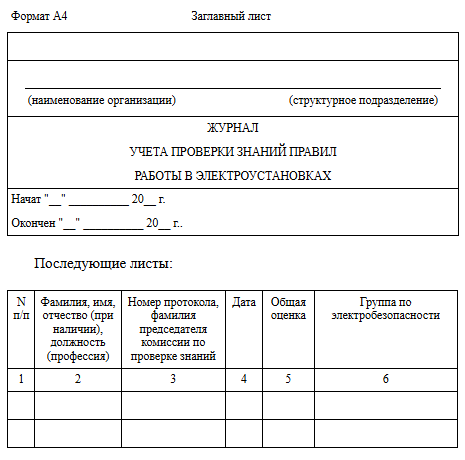 Формат А4 Заглавный лист
(наименование организации) (структурное подразделение)
ЖУРНАЛ
УЧЕТА ПРОВЕРКИ ЗНАНИЙ ПРАВИЛ
РАБОТЫ В ЭЛЕКТРОУСТАНОВКАХ
Начат "__" __________ 20__ г.
Окончен "__" __________ 20__ г..
Последующие листы:
N п/п
Фамилия, имя,
отчество (при
наличии),
должность
(профессия)
Номер протокола,
фамилия
председателя
комиссии по
проверке знаний
Дата
Общая
оценка
Группа по
электробезопасности
1 2 3 4 5 6